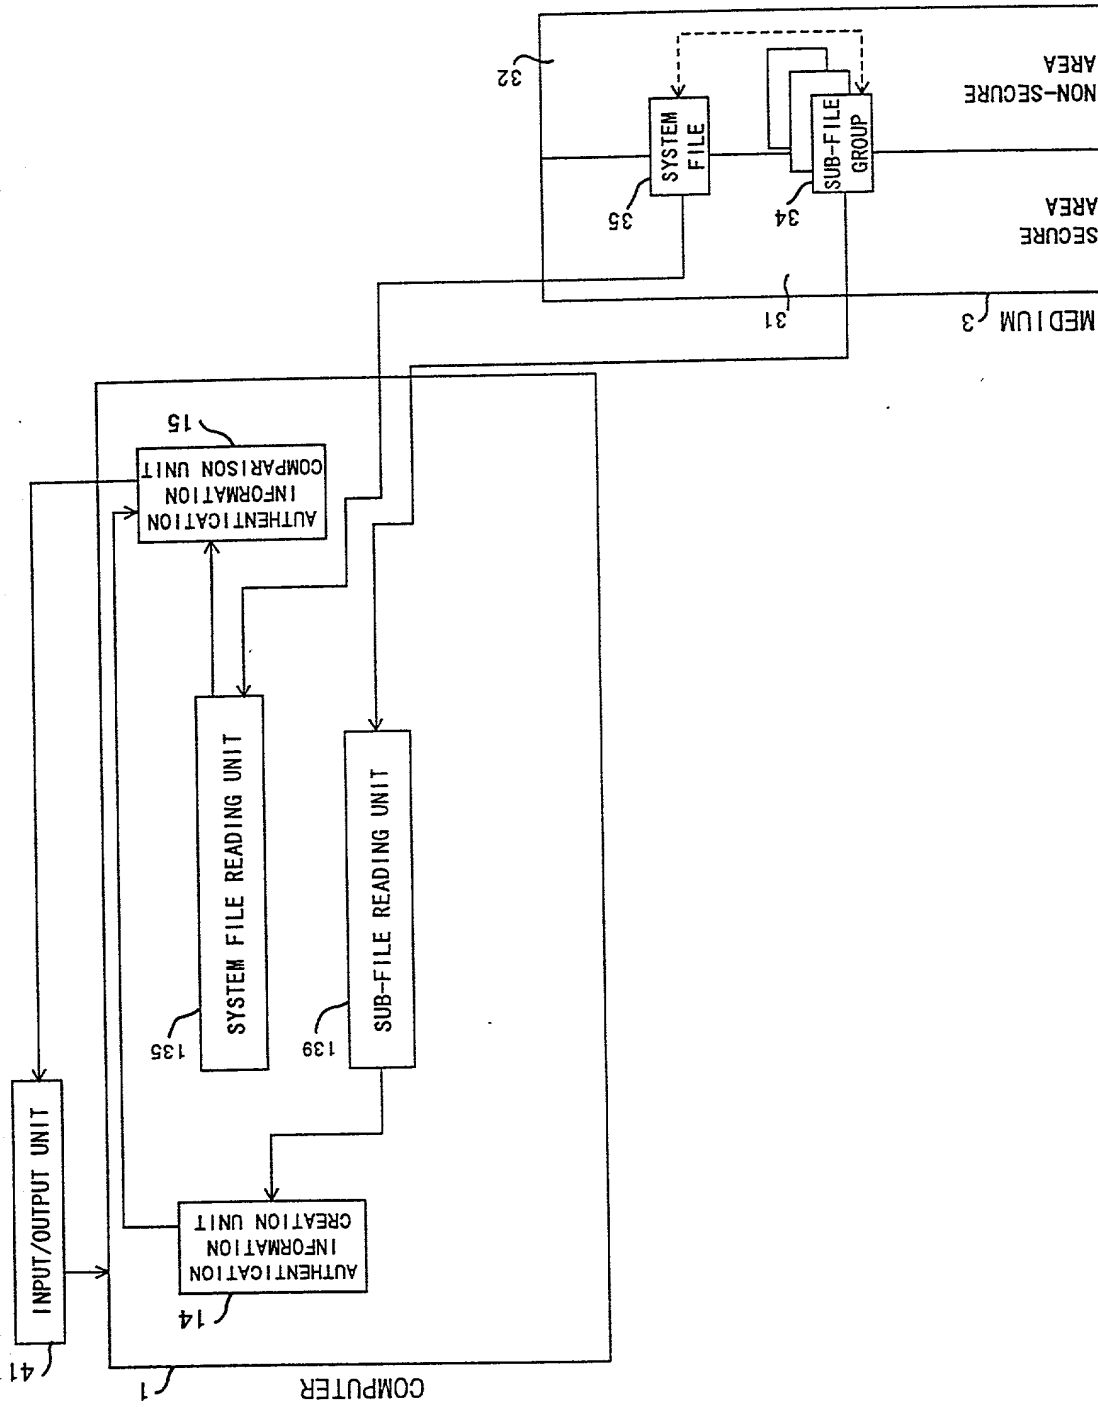 COMPUTER
1
INPUT/OUTPUT UNIT
41
AUTHENTICATION
INFORMATION
CREATION UNIT
14
SYSTEM FILE READING UNIT
135
SUB-FILE READING UNIT
139
AUTHENTICATION
INFORMATION
COMPARISON UNIT
15
MEDIUM
3
SECURE
AREA
31
NON-SECURE
AREA
32
SYSTEM
FILE
35
SUB-FILE
GROUP
34